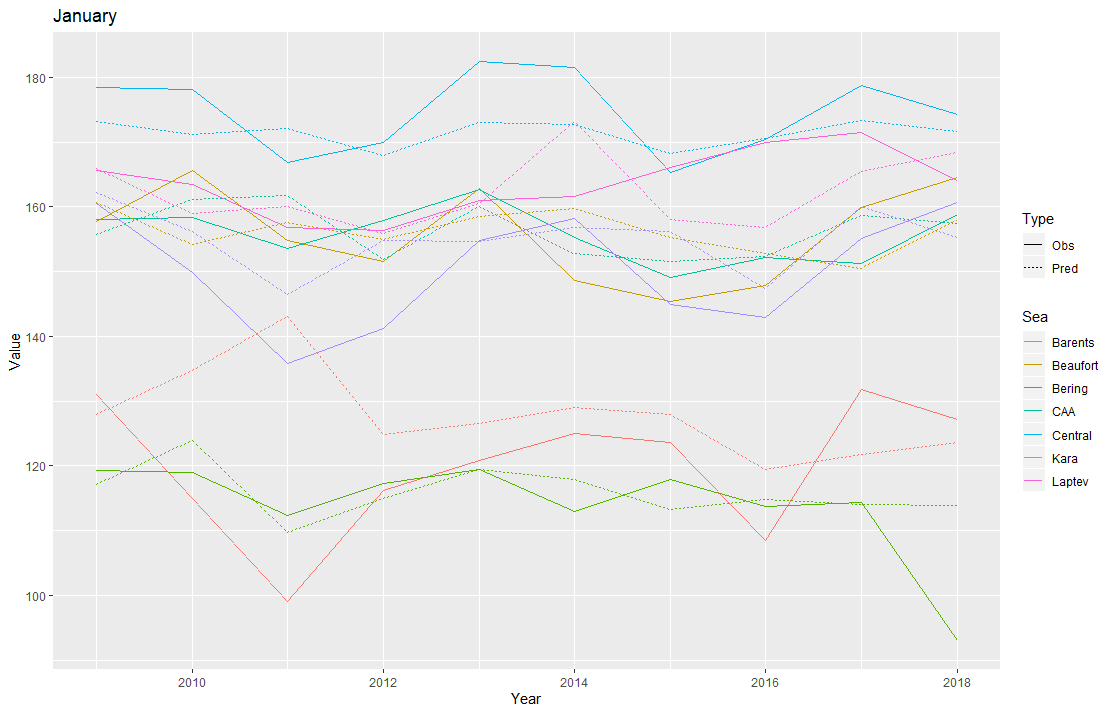 January
Value
180
160
140
120
100
2010 2012 2014 2016 2018
Year
Type
Obs
Pred
Sea
Barents
Beaufort
Bering
CAA
Central
Kara
Laptev